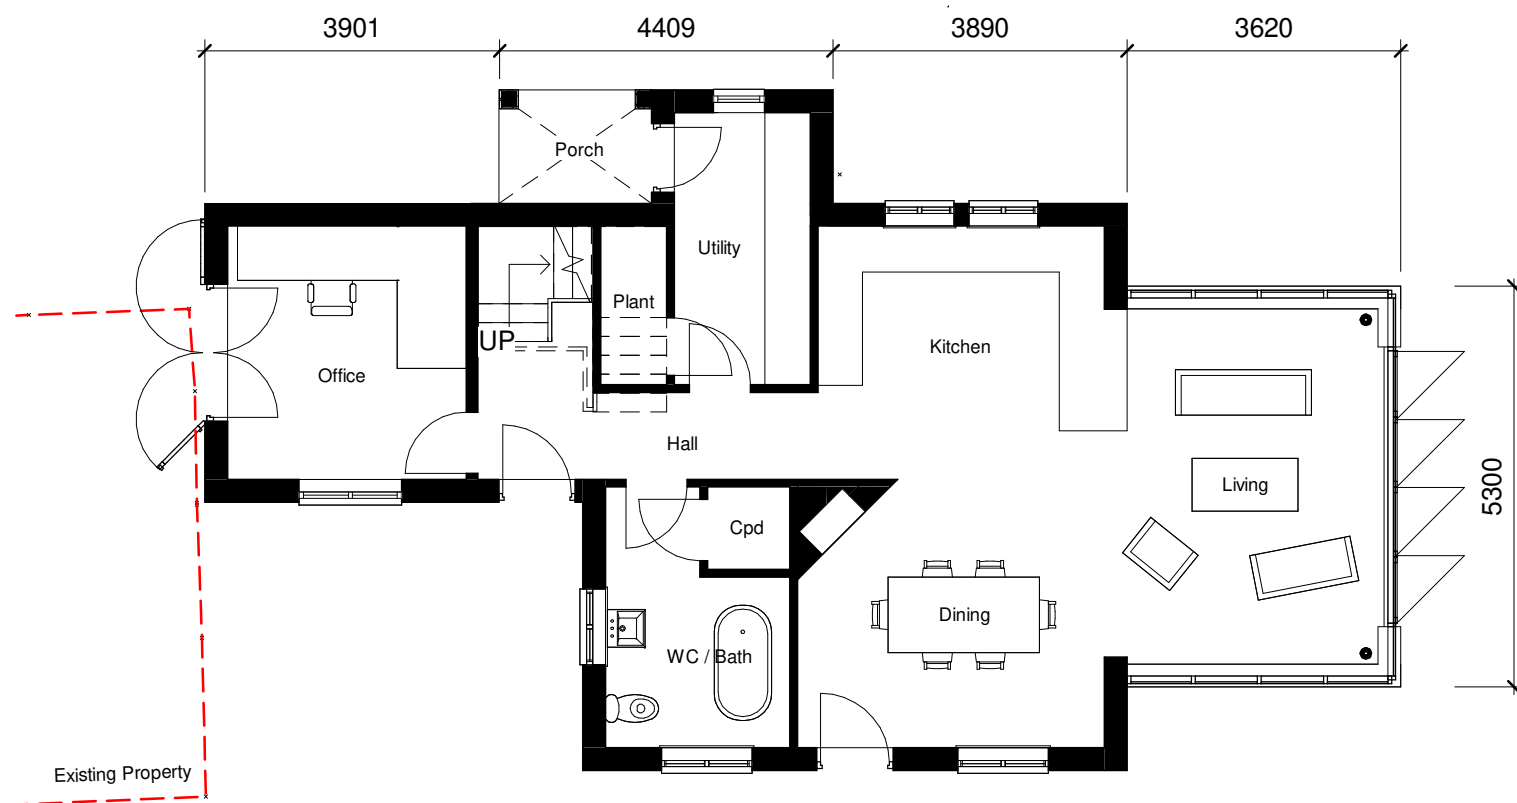 3901
4409
3890
3620
Porch
Utility
Plant
UP
Kitchen
Office
Hall
Living
5300
Cpd
Dining
WC / Bath
Existing Property